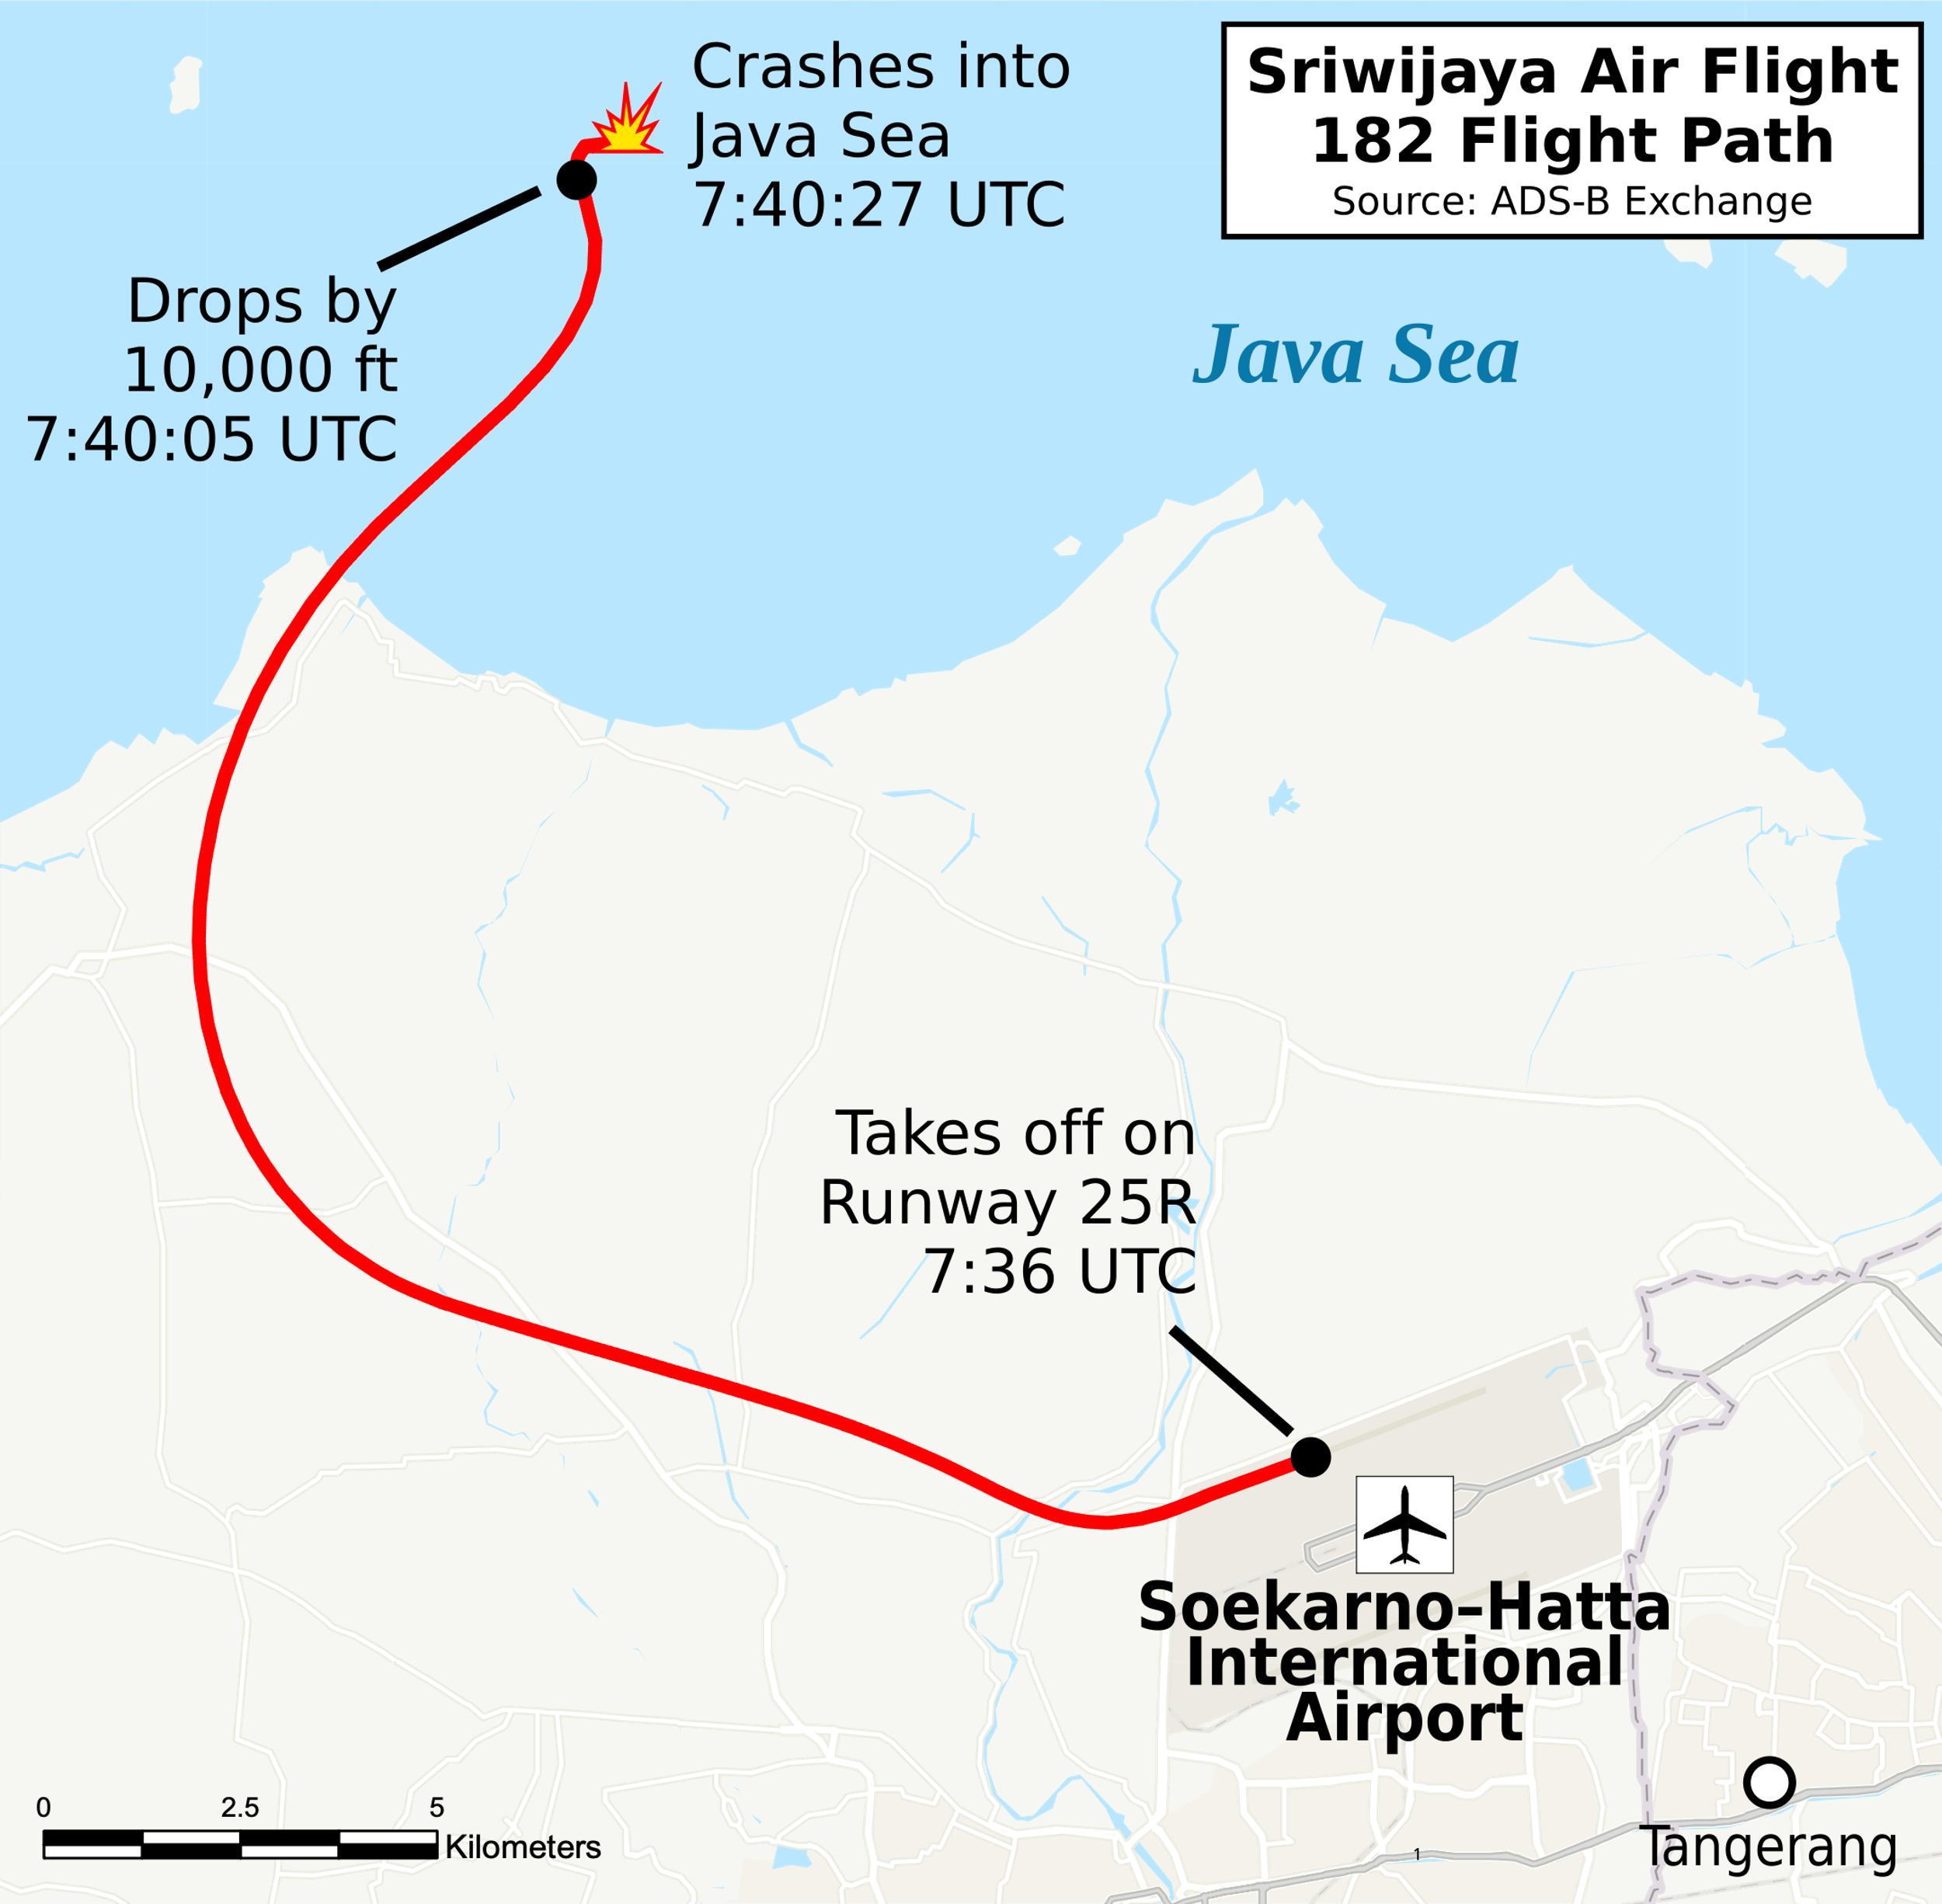 Crashes into
Java Sea
7:40:27 UTC
Sriwijaya Air Flight
182 Flight Path
Source: ADS-B Exchange
Drops by
10,000 ft
7:40:05 UTC
Java Sea
Takes off on
Runway 25R
7:36 UTC
Soekarno–Hatta
International
Airport
Tangerang
0 2.5 5
Kilometers
1